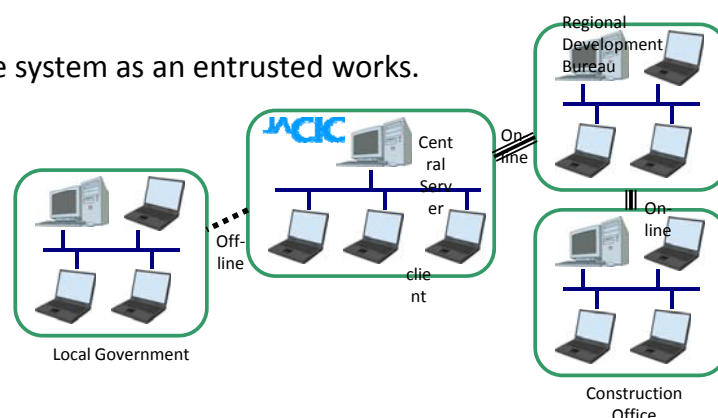 e system as an entrusted works.
Regional
Development
Bureau
JACIC
Cent
ral
Serv
er
On
line
Off-
line
clie
nt
On-
line
Local Government
Construction
Office